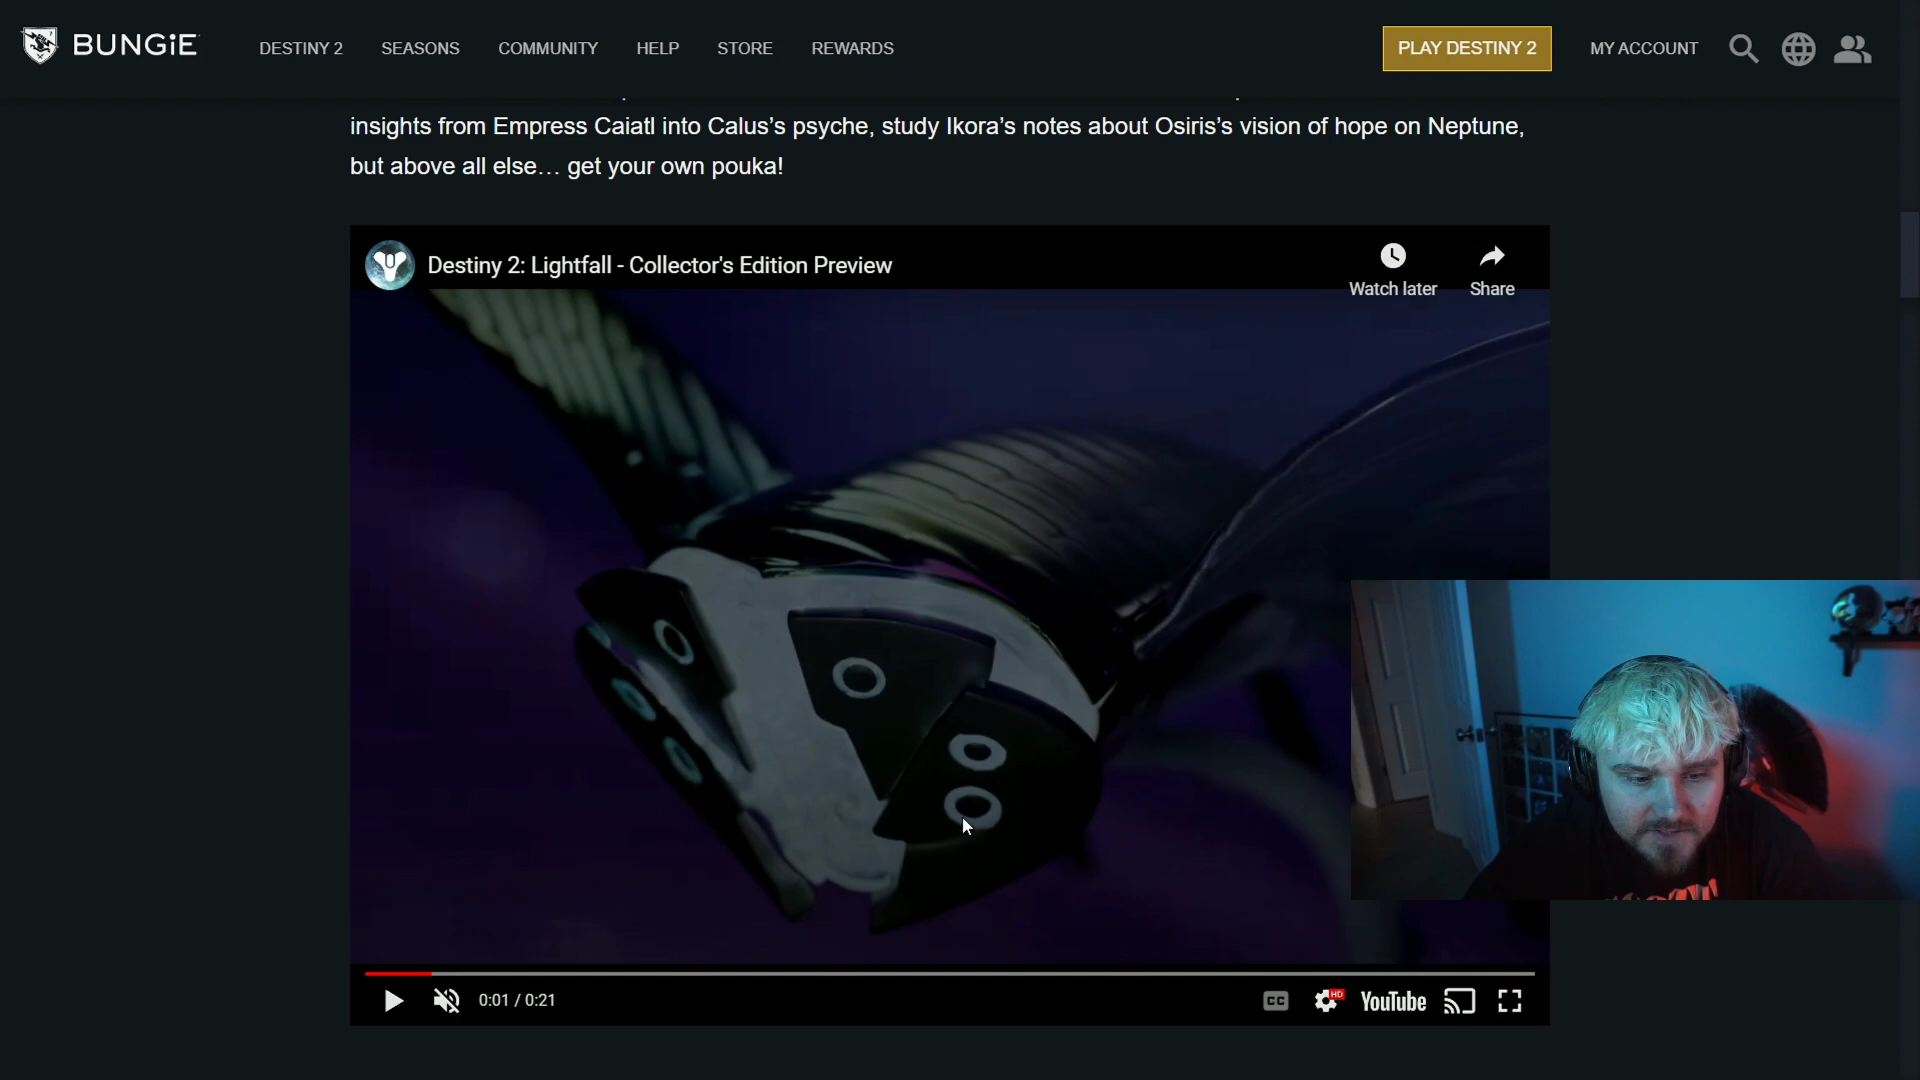 BUNGiE
DESTINY 2 SEASONS COMMUNITY HELP STORE REWARDS PLAY DESTINY 2 MY ACCOUNT
insights from Empress Caiatl into Calus’s psyche, study Ikora’s notes about Osiris’s vision of hope on Neptune,
but above all else… get your own pouka!
Destiny 2: Lightfall - Collector's Edition Preview
Watch later Share
0:01 / 0:21 CC HD YouTube